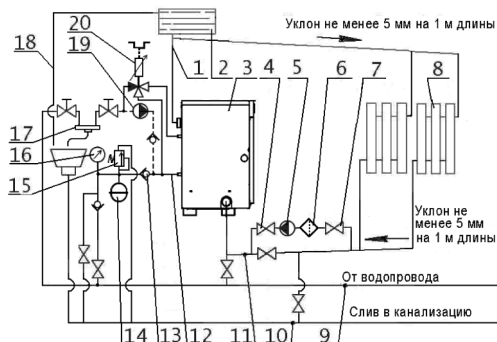 20
Уклон не менее 5 мм на 1 м длины
18
19
1
2
3
4
5
6
7
8
17
16
М
15
Уклон не
менее 5 мм
на 1 м длины
От водопровода
Слив в канализацию
14
13
12
11
10
9